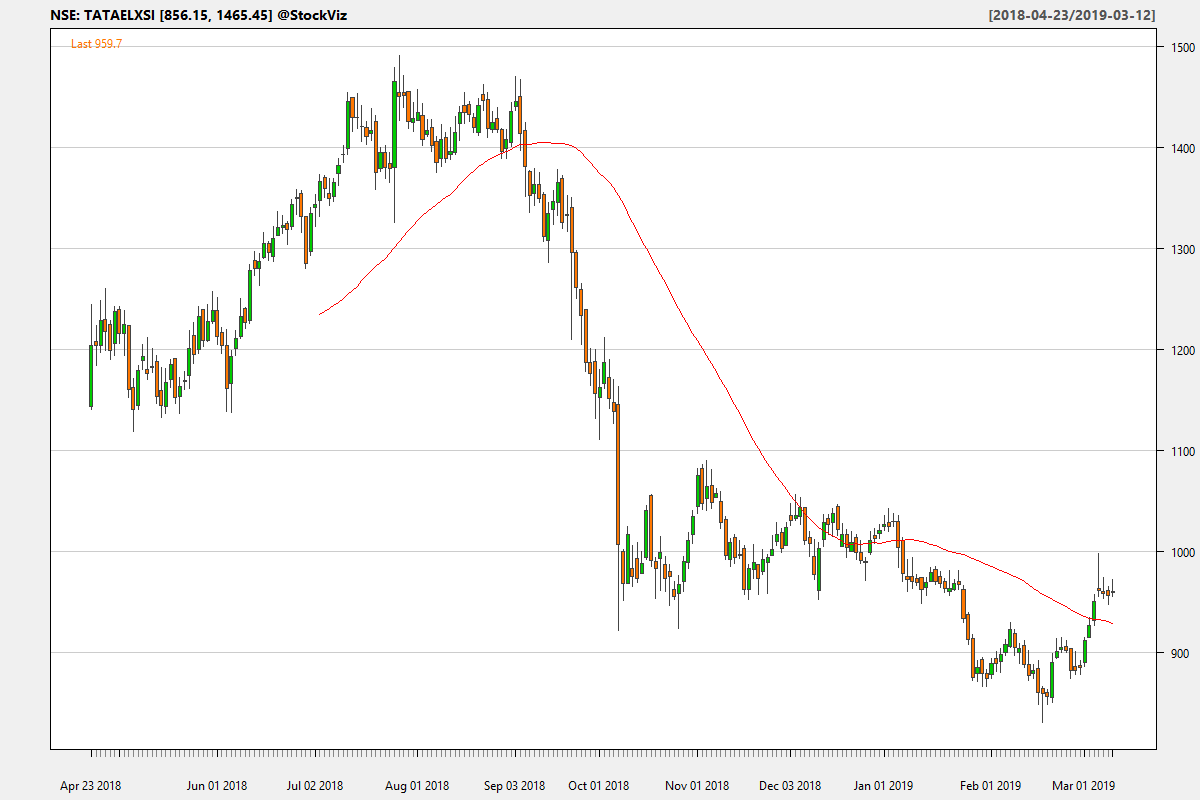 NSE: TATAELXSI [856.15, 1465.45] @StockViz
[2018-04-23/2019-03-12]
Last 959.7
1500
1400
1300
1200
1100
1000
900
Apr 23 2018 Jun 01 2018 Jul 02 2018 Aug 01 2018 Sep 03 2018 Oct 01 2018 Nov 01 2018 Dec 03 2018 Jan 01 2019 Feb 01 2019 Mar 01 2019